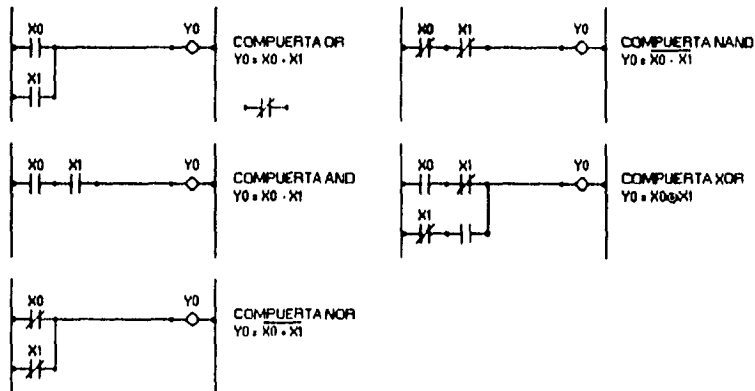 X0 Y0
COMPUERTA OR
Y0 = X0 + X1
X1
X0 X1 Y0
COMPUERTA NAND
Y0 = X0 · X1
X0 X1 Y0
COMPUERTA AND
Y0 = X0 · X1
X0 X1 Y0
COMPUERTA XOR
Y0 = X0⊕X1
X1
X0 Y0
COMPUERTA NOR
Y0 = X0 + X1
X1